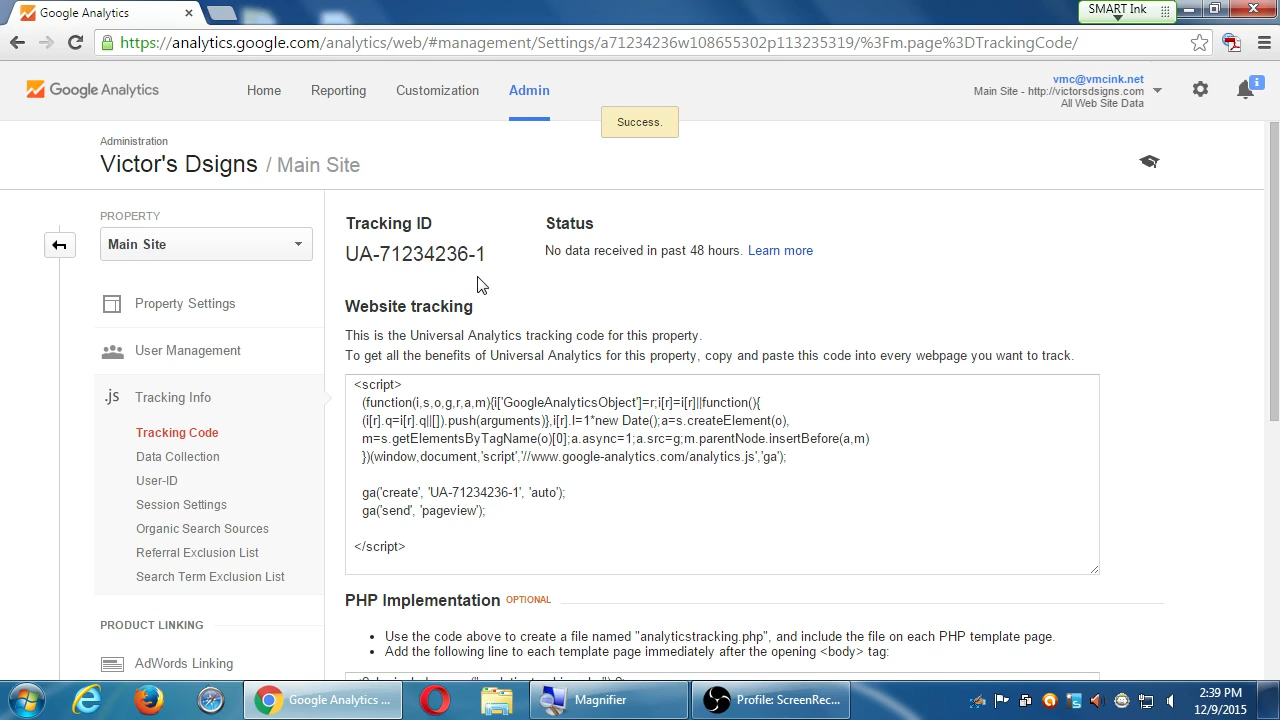 Google Analytics
SMART Ink
https://analytics.google.com/analytics/web/#management/Settings/a71234236w108655302p113235319/%3Fm.page%3DTrackingCode/
Google Analytics
Home
Reporting
Customization
Admin
vmc@vmcink.net
Main Site - http://victorsdsigns.com
All Web Site Data
Success.
Administration
Victor's Dsigns / Main Site
PROPERTY
Main Site
Property Settings
User Management
.js Tracking Info
Tracking Code
Data Collection
User-ID
Session Settings
Organic Search Sources
Referral Exclusion List
Search Term Exclusion List
PRODUCT LINKING
AdWords Linking
Tracking ID
UA-71234236-1
Status
No data received in past 48 hours. Learn more
Website tracking
This is the Universal Analytics tracking code for this property.
To get all the benefits of Universal Analytics for this property, copy and paste this code into every webpage you want to track.
<script>
(function(i,s,o,g,r,a,m){i['GoogleAnalyticsObject']=r;i[r]=i[r]||function(){
(i[r].q=i[r].q||[]).push(arguments)},i[r].l=1*new Date();a=s.createElement(o),
m=s.getElementsByTagName(o)[0];a.async=1;a.src=g;m.parentNode.insertBefore(a,m)
})(window,document,'script','//www.google-analytics.com/analytics.js','ga');
ga('create', 'UA-71234236-1', 'auto');
ga('send', 'pageview');
</script>
PHP Implementation OPTIONAL
Use the code above to create a file named "analyticstracking.php", and include the file on each PHP template page.
Add the following line to each template page immediately after the opening <body> tag:
Google Analytics ...
Magnifier
Profile: ScreenRec...
2:39 PM
12/9/2015